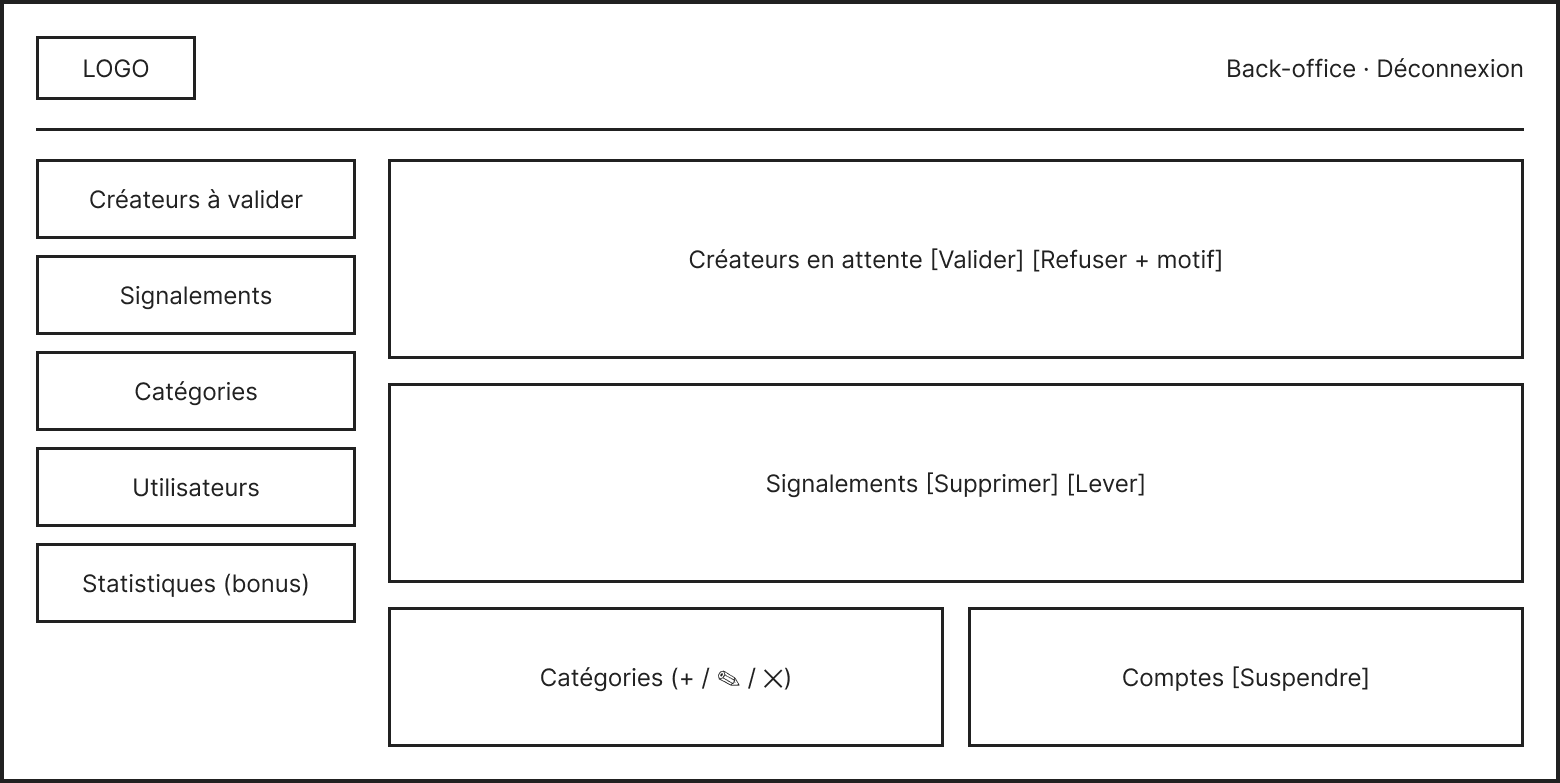 LOGO
Back-office · Déconnexion
Créateurs à valider
Signalements
Catégories
Utilisateurs
Statistiques (bonus)
Créateurs en attente [Valider] [Refuser + motif]
Signalements [Supprimer] [Lever]
Catégories (+ / ✎ / ✕)
Comptes [Suspendre]